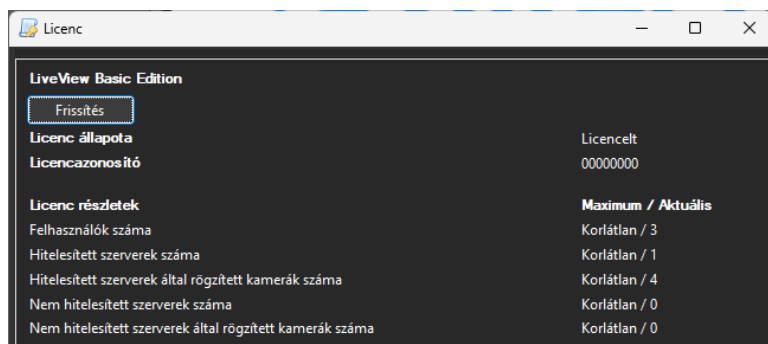 Licenc
LiveView Basic Edition
Frissítés
Licenc állapota Licencelt
Licencazonosító 00000000
Licenc részletek Maximum / Aktuális
Felhasználók száma Korlátlan / 3
Hitelesített szerverek száma Korlátlan / 1
Hitelesített szerverek által rögzített kamerák száma Korlátlan / 4
Nem hitelesített szerverek száma Korlátlan / 0
Nem hitelesített szerverek által rögzített kamerák száma Korlátlan / 0